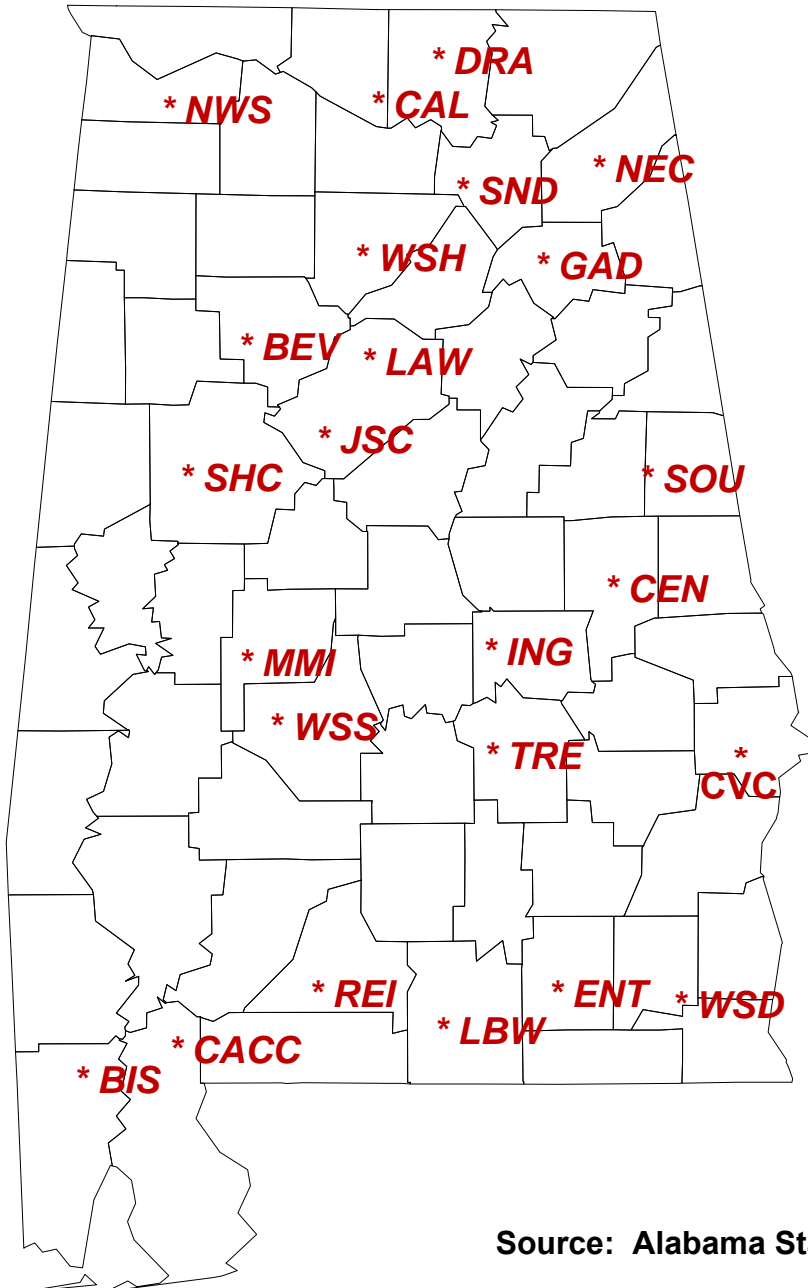 * DRA
* NWS
* CAL
* NEC
* SND
* WSH
* GAD
* BEV
* LAW
* JSC
* SHC
* SOU
* CEN
* MMI
* ING
* WSS
* TRE
*
CVC
* REI
* ENT
* WSD
* LBW
* CACC
* BIS
Source: Alabama